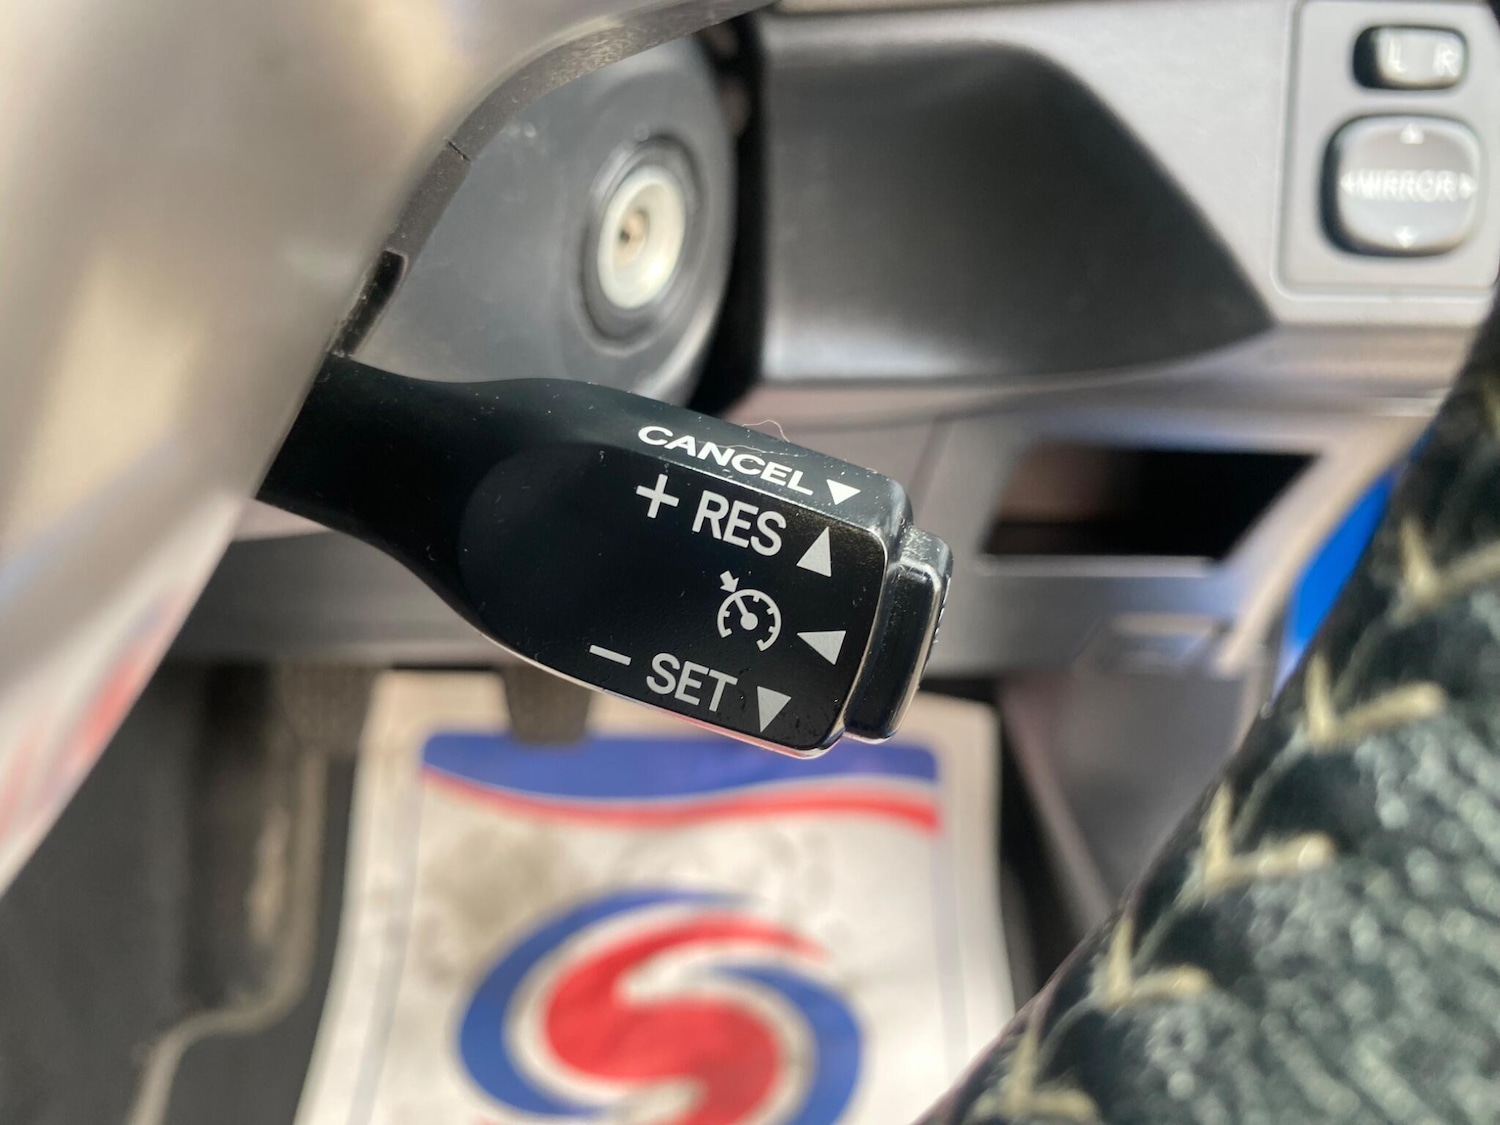 L R
MIRROR
CANCEL
+ RES
− SET